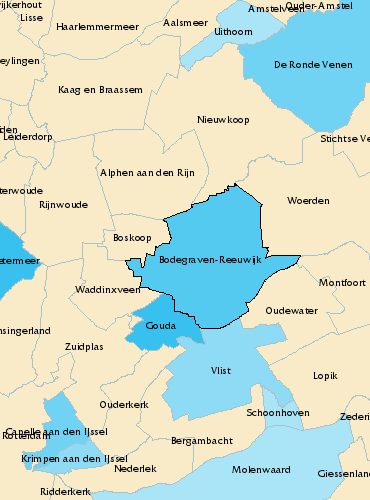 ijkerhout
Lisse
Haarlemmermeer
Aalsmeer
Amstelveen
Ouder-Amstel
Uithoorn
eylingen
De Ronde Venen
Kaag en Braassem
Nieuwkoop
den
Leiderdorp
Stichtse Ve
Alphen aan den Rijn
terwoude
Rijnwoude
Woerden
Boskoop
etermeer
Bodegraven-Reeuwijk
Waddinxveen
Montfoort
Oudewater
nsingerland
Gouda
Zuidplas
Vlist
Lopik
Ouderkerk
Schoonhoven
Zederi
Capelle aan den IJssel
Rotterdam
Bergambacht
Krimpen aan den IJssel
Nederlek
Molenwaard
Giessenland
Ridderkerk